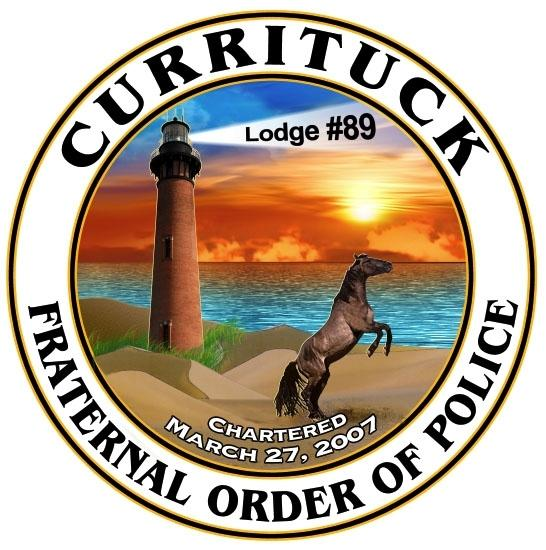 CURRITUCK
Lodge #89
CHARTERED
MARCH 27, 2007
FRATERNAL ORDER OF POLICE